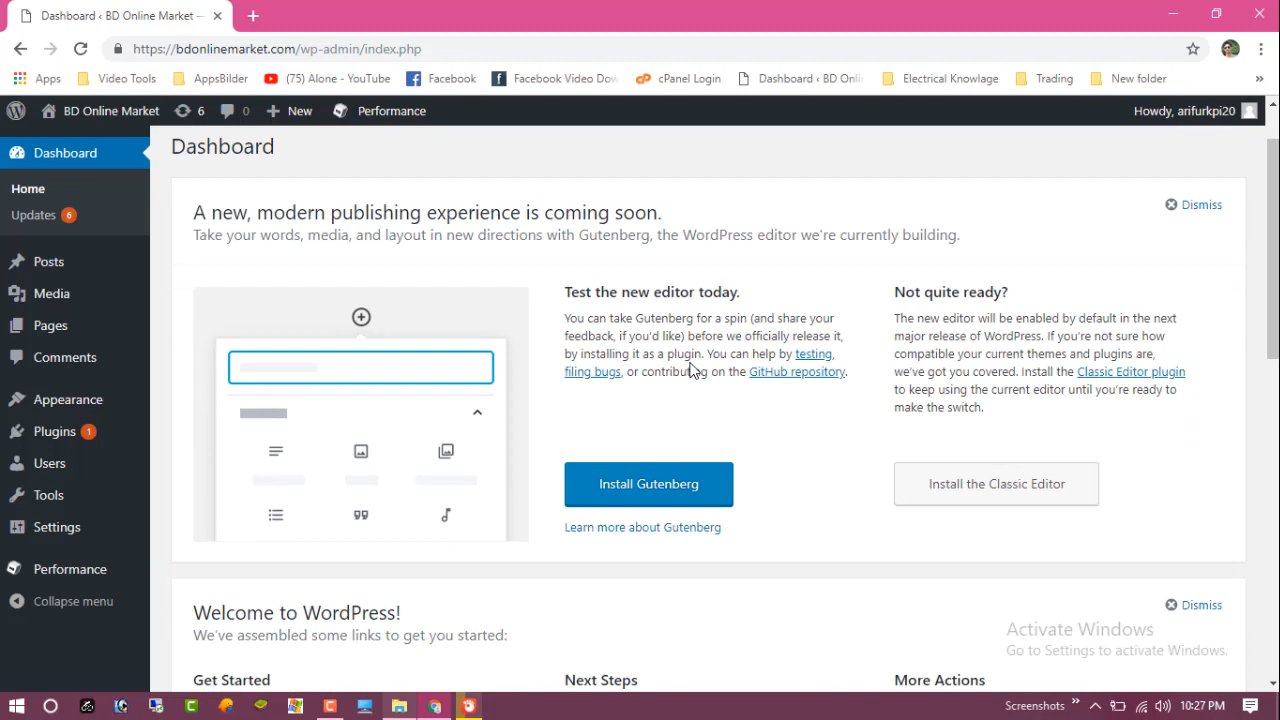 Dashboard ‹ BD Online Market —
https://bdonlinemarket.com/wp-admin/index.php
Apps Video Tools AppsBilder (75) Alone - YouTube Facebook Facebook Video Dow cPanel Login Dashboard ‹ BD Onli Electrical Knowlage Trading New folder »
BD Online Market 6 0 New Performance Howdy, arifurkpi20
Dashboard
Home
Updates 6
Posts
Media
Pages
Comments
Appearance
Plugins 1
Users
Tools
Settings
Performance
Collapse menu
Dashboard
A new, modern publishing experience is coming soon.
Dismiss
Take your words, media, and layout in new directions with Gutenberg, the WordPress editor we're currently building.
Test the new editor today.
You can take Gutenberg for a spin (and share your
feedback, if you'd like) before we officially release it,
by installing it as a plugin. You can help by testing,
filing bugs, or contributing on the GitHub repository.
Install Gutenberg
Learn more about Gutenberg
Not quite ready?
The new editor will be enabled by default in the next
major release of WordPress. If you're not sure how
compatible your current themes and plugins are,
we've got you covered. Install the Classic Editor plugin
to keep using the current editor until you're ready to
make the switch.
Install the Classic Editor
Welcome to WordPress!
Dismiss
We've assembled some links to get you started:
Get Started
Next Steps
More Actions
Activate Windows
Go to Settings to activate Windows.
Screenshots » 10:27 PM